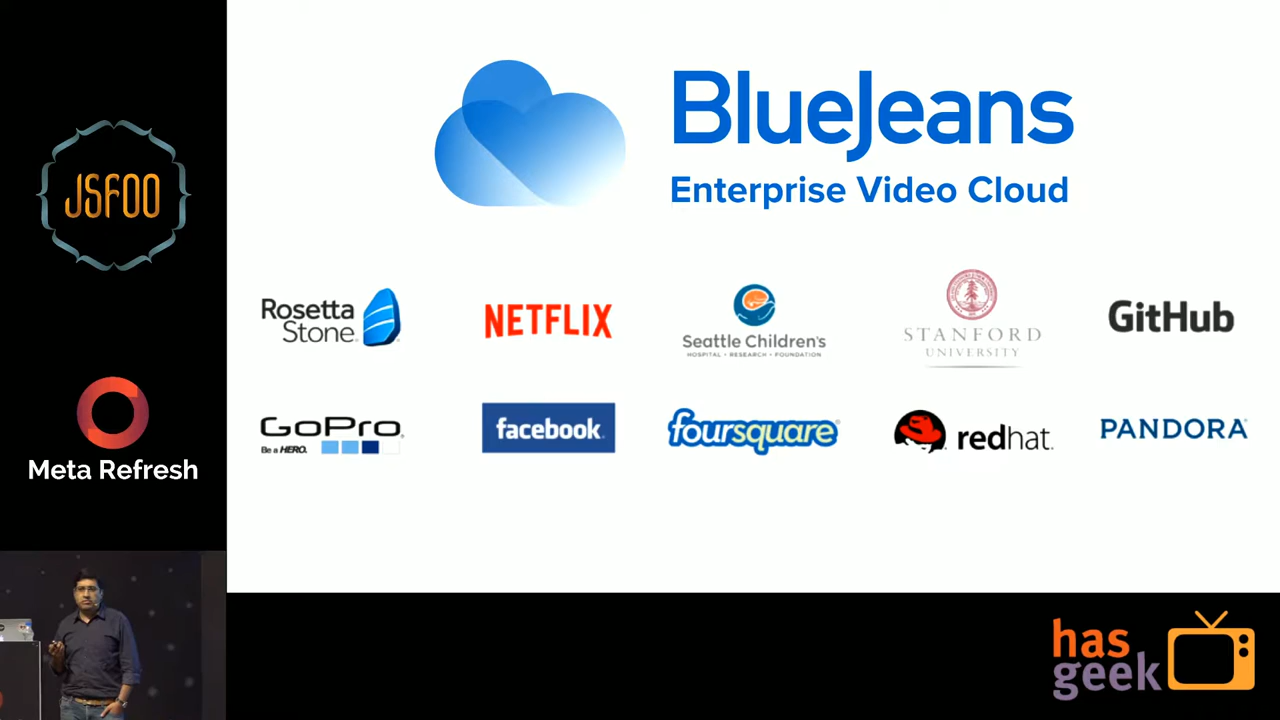 JSFOO
Meta Refresh
BlueJeans
Enterprise Video Cloud
Rosetta
Stone
NETFLIX
Seattle Children's
HOSPITAL • RESEARCH • FOUNDATION
STANFORD
UNIVERSITY
GitHub
GoPro
Be a HERO.
facebook
foursquare
redhat.
PANDORA
has
geek